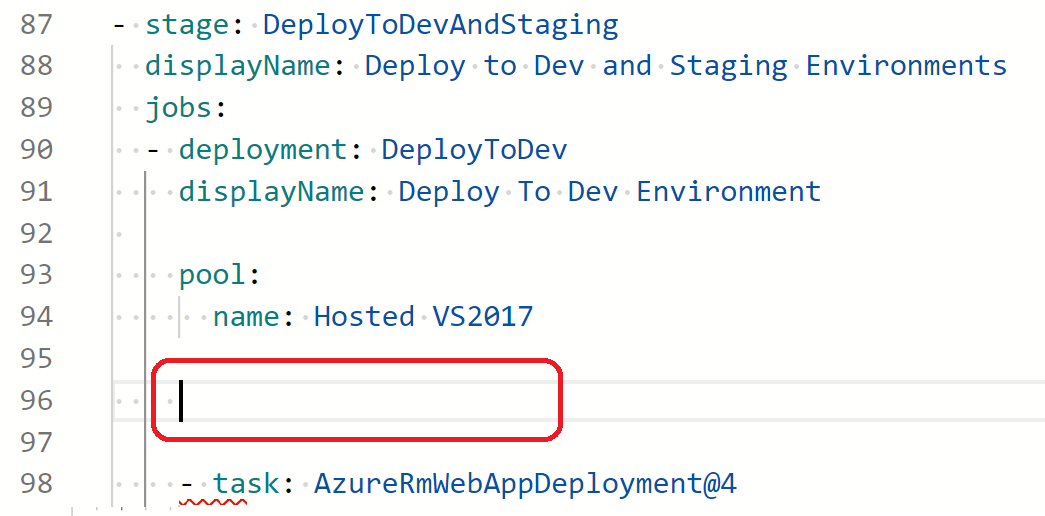 87 - stage: DeployToDevAndStaging
88 displayName: Deploy to Dev and Staging Environments
89 jobs:
90 - deployment: DeployToDev
91 displayName: Deploy To Dev Environment
92
93 pool:
94 name: Hosted VS2017
95
96
97
98 - task: AzureRmWebAppDeployment@4